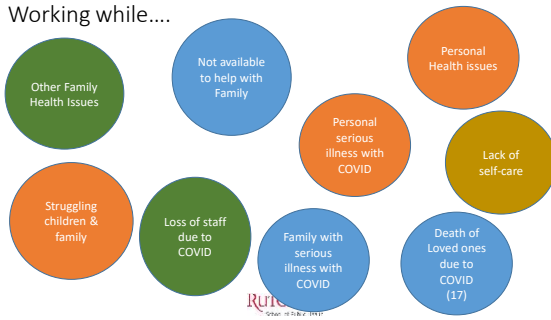 Working while....
Other Family
Health Issues
Not available
to help with
Family
Personal
Health issues
Personal
serious
illness with
COVID
Lack of
self-care
Struggling
children &
family
Loss of staff
due to
COVID
Family with
serious
illness with
COVID
Death of
Loved ones
due to
COVID
(17)